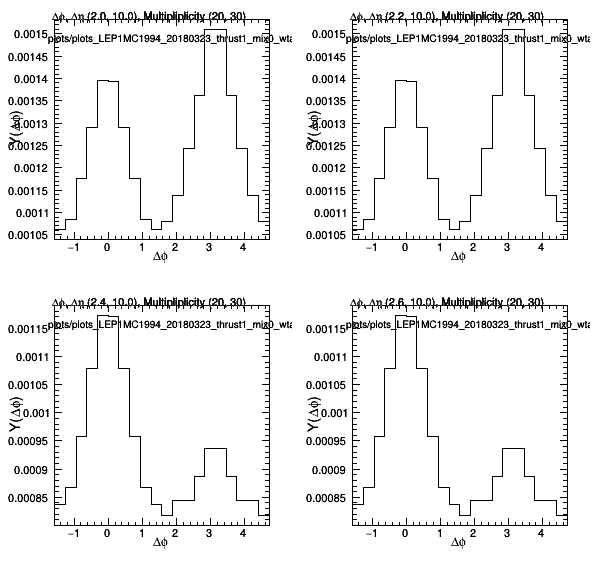 Δϕ, Δη (2.0, 10.0), Multipliplicity (20, 30)
plots/plots_LEP1MC1994_20180323_thrust1_mix0_wta
0.0015
0.00145
0.0014
0.00135
0.0013
0.00125
0.0012
0.00115
0.0011
0.00105
Y(Δϕ)
−1 0 1 2 3 4
Δϕ
Δϕ, Δη (2.2, 10.0), Multipliplicity (20, 30)
plots/plots_LEP1MC1994_20180323_thrust1_mix0_wta
0.0015
0.00145
0.0014
0.00135
0.0013
0.00125
0.0012
0.00115
0.0011
0.00105
Y(Δϕ)
−1 0 1 2 3 4
Δϕ
Δϕ, Δη (2.4, 10.0), Multipliplicity (20, 30)
plots/plots_LEP1MC1994_20180323_thrust1_mix0_wta
0.00115
0.0011
0.00105
0.001
0.00095
0.0009
0.00085
Y(Δϕ)
−1 0 1 2 3 4
Δϕ
Δϕ, Δη (2.6, 10.0), Multipliplicity (20, 30)
plots/plots_LEP1MC1994_20180323_thrust1_mix0_wta
0.00115
0.0011
0.00105
0.001
0.00095
0.0009
0.00085
Y(Δϕ)
−1 0 1 2 3 4
Δϕ